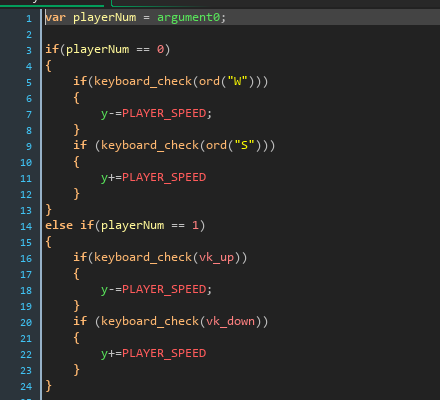 1 var playerNum = argument0;
2
3 if(playerNum == 0)
4 {
5     if(keyboard_check(ord("W")))
6     {
7         y-=PLAYER_SPEED;
8     }
9     if (keyboard_check(ord("S")))
10     {
11         y+=PLAYER_SPEED
12     }
13 }
14 else if(playerNum == 1)
15 {
16     if(keyboard_check(vk_up))
17     {
18         y-=PLAYER_SPEED;
19     }
20     if (keyboard_check(vk_down))
21     {
22         y+=PLAYER_SPEED
23     }
24 }